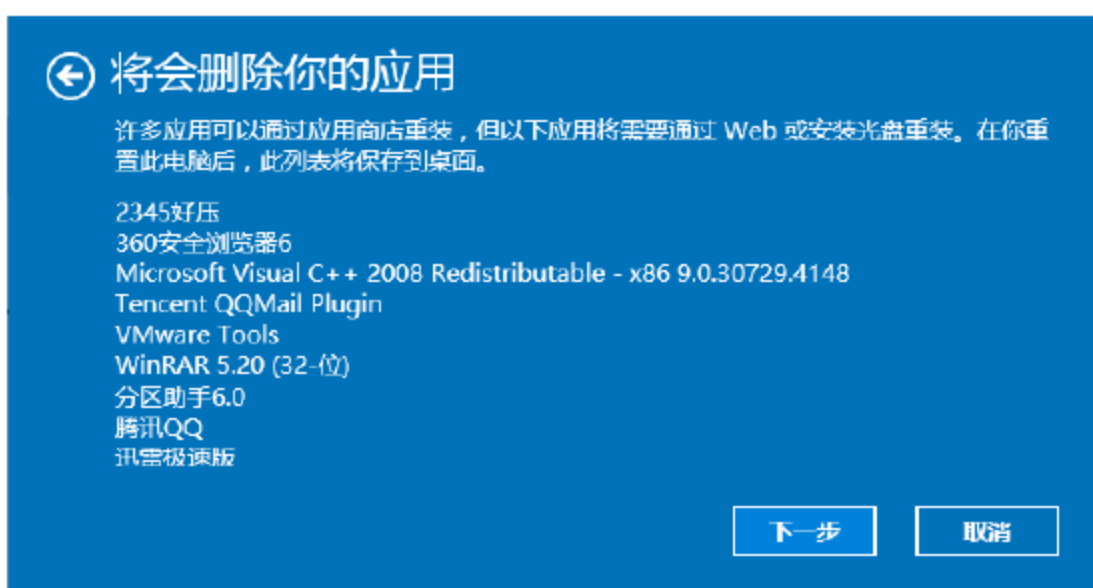 将会删除你的应用
许多应用可以通过应用商店重装，但以下应用将需要通过 Web 或安装光盘重装。在你重
置此电脑后，此列表将保存到桌面。
2345好压
360安全浏览器6
Microsoft Visual C++ 2008 Redistributable - x86 9.0.30729.4148
Tencent QQMail Plugin
VMware Tools
WinRAR 5.20 (32-位)
分区助手6.0
腾讯QQ
迅雷极速版
下一步
取消